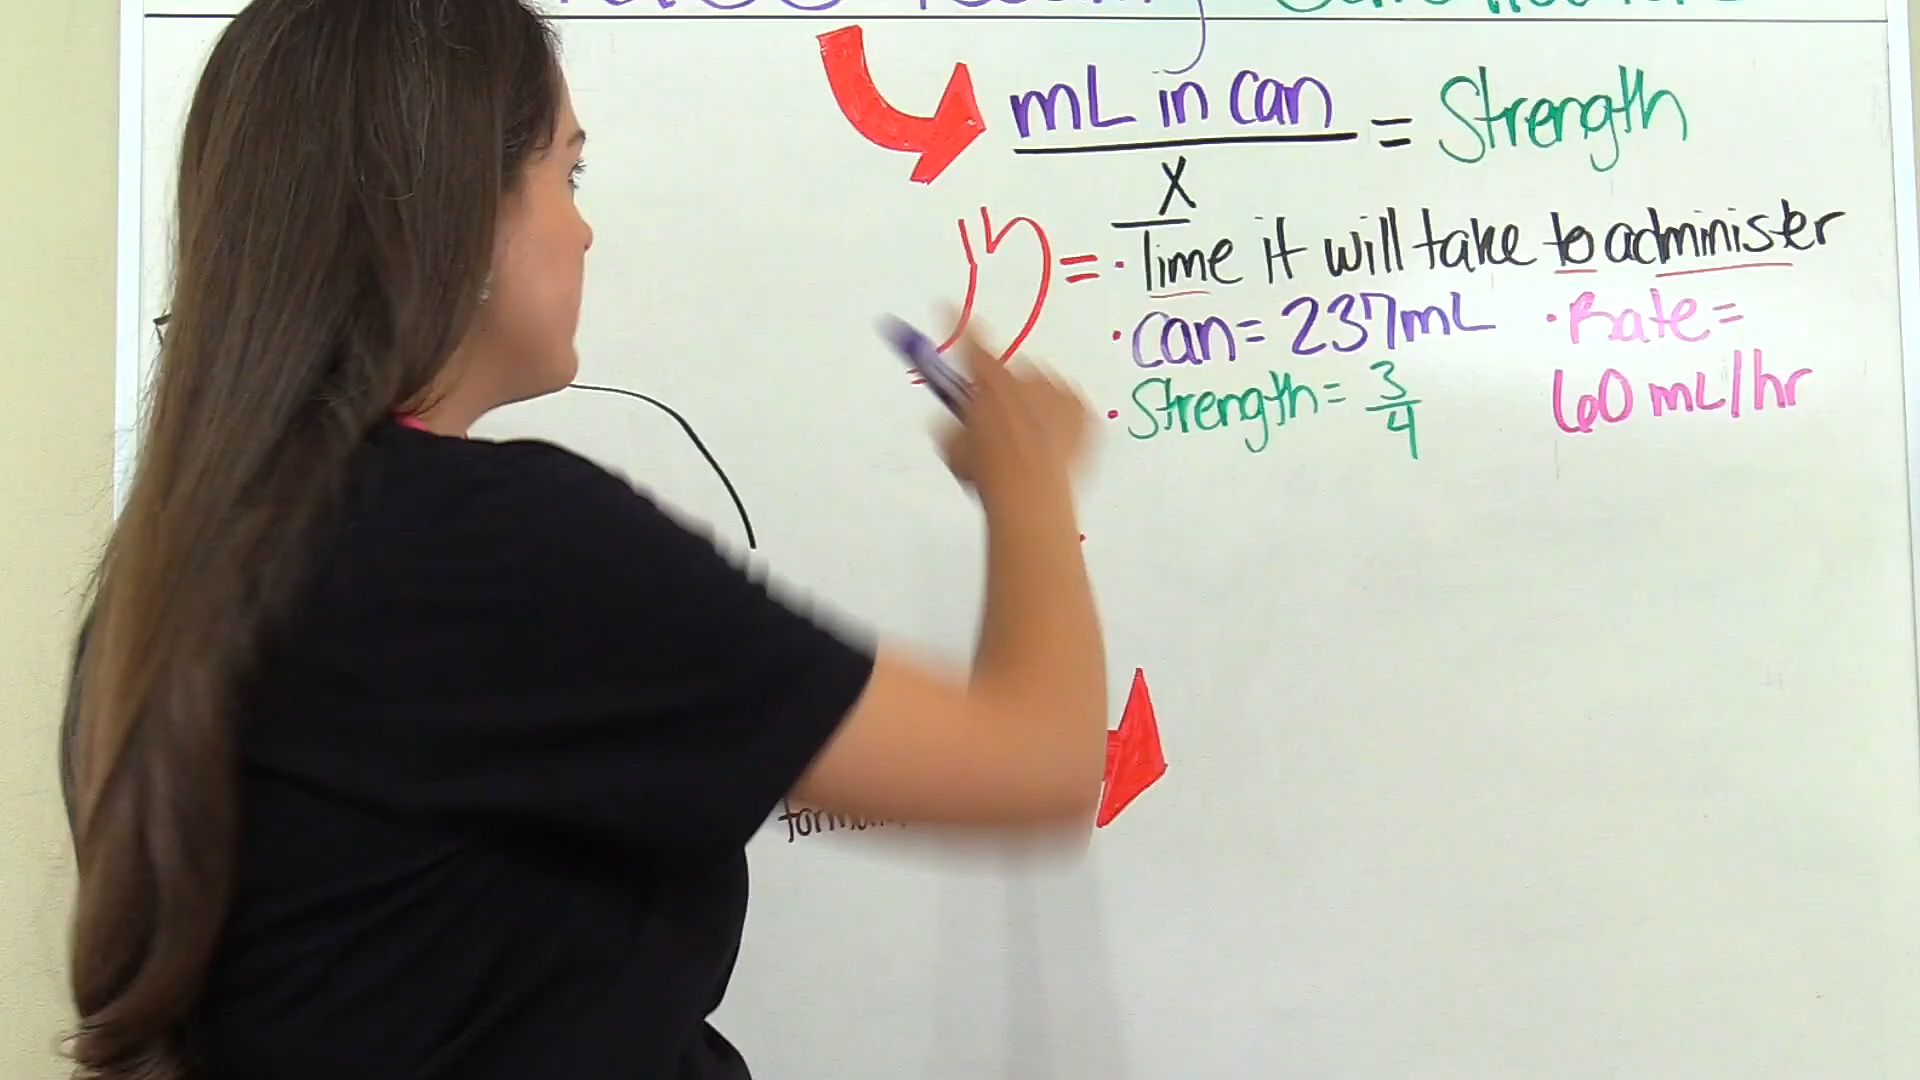 mL in can = Strength
X
= · Time it will take to administer
· Can = 237mL
· Strength = 3/4
· Rate =
60 mL/hr